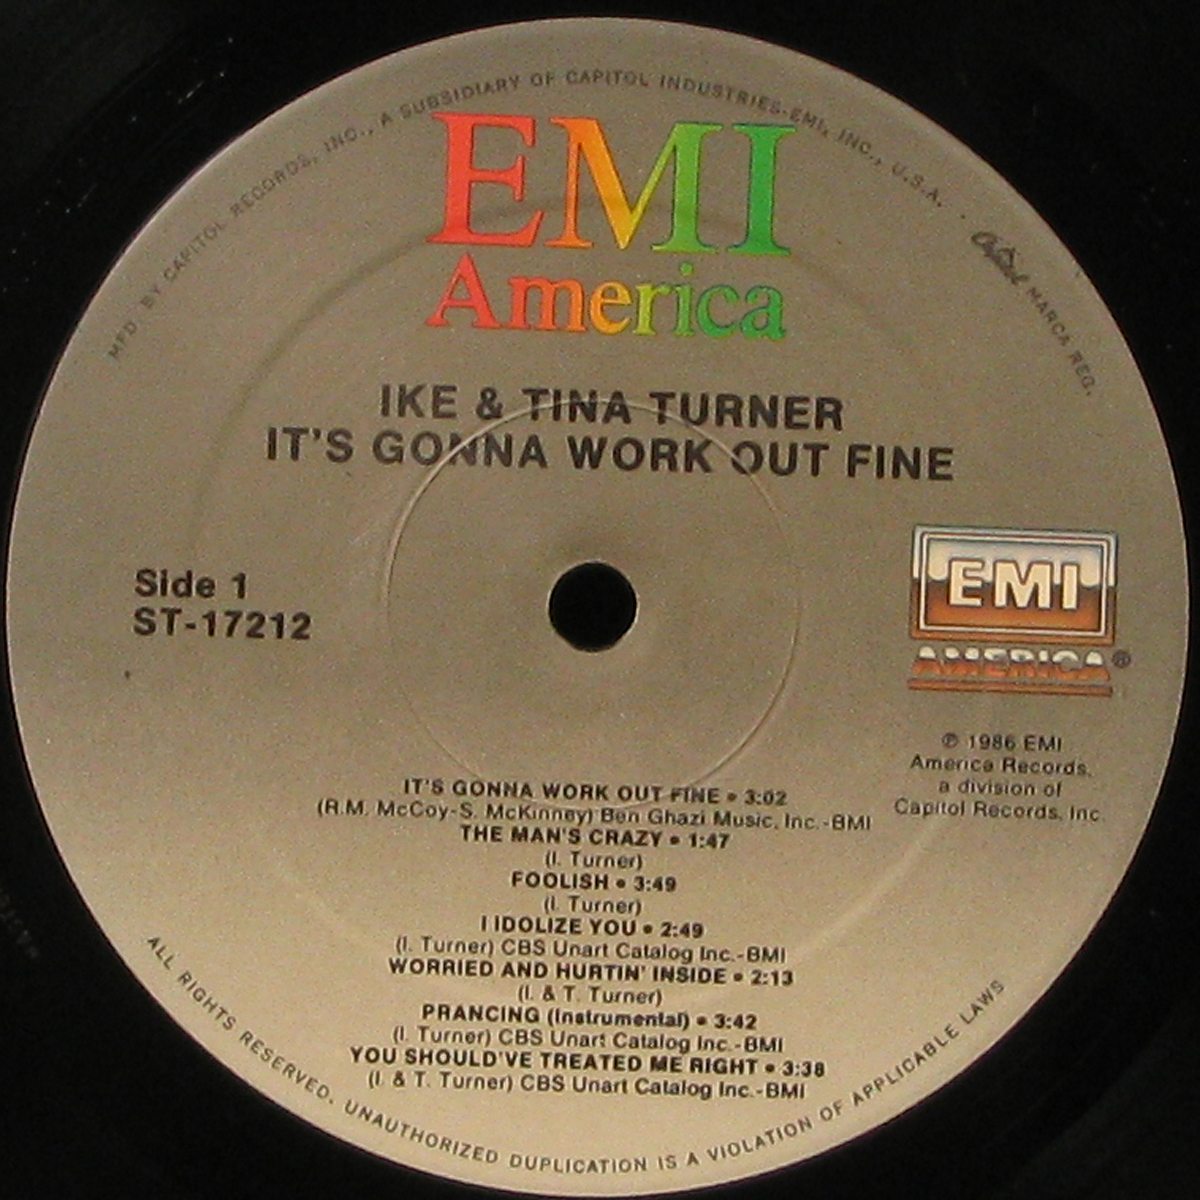 MFD. BY CAPITOL RECORDS, INC., A SUBSIDIARY OF CAPITOL INDUSTRIES-EMI, INC., U.S.A.
Capitol MARCA REG.
EMI
America
IKE & TINA TURNER
IT'S GONNA WORK OUT FINE
Side 1
ST-17212
EMI
AMERICA®
℗ 1986 EMI
America Records,
a division of
Capitol Records, Inc.
IT'S GONNA WORK OUT FINE • 3:02
(R.M. McCoy-S. McKinney) Ben Ghazi Music, Inc.-BMI
THE MAN'S CRAZY • 1:47
(I. Turner)
FOOLISH • 3:49
(I. Turner)
I IDOLIZE YOU • 2:49
(I. Turner) CBS Unart Catalog Inc.-BMI
WORRIED AND HURTIN' INSIDE • 2:13
(I. & T. Turner)
PRANCING (Instrumental) • 3:42
(I. Turner) CBS Unart Catalog Inc.-BMI
YOU SHOULD'VE TREATED ME RIGHT • 3:38
(I. & T. Turner) CBS Unart Catalog Inc.-BMI
ALL RIGHTS RESERVED. UNAUTHORIZED DUPLICATION IS A VIOLATION OF APPLICABLE LAWS